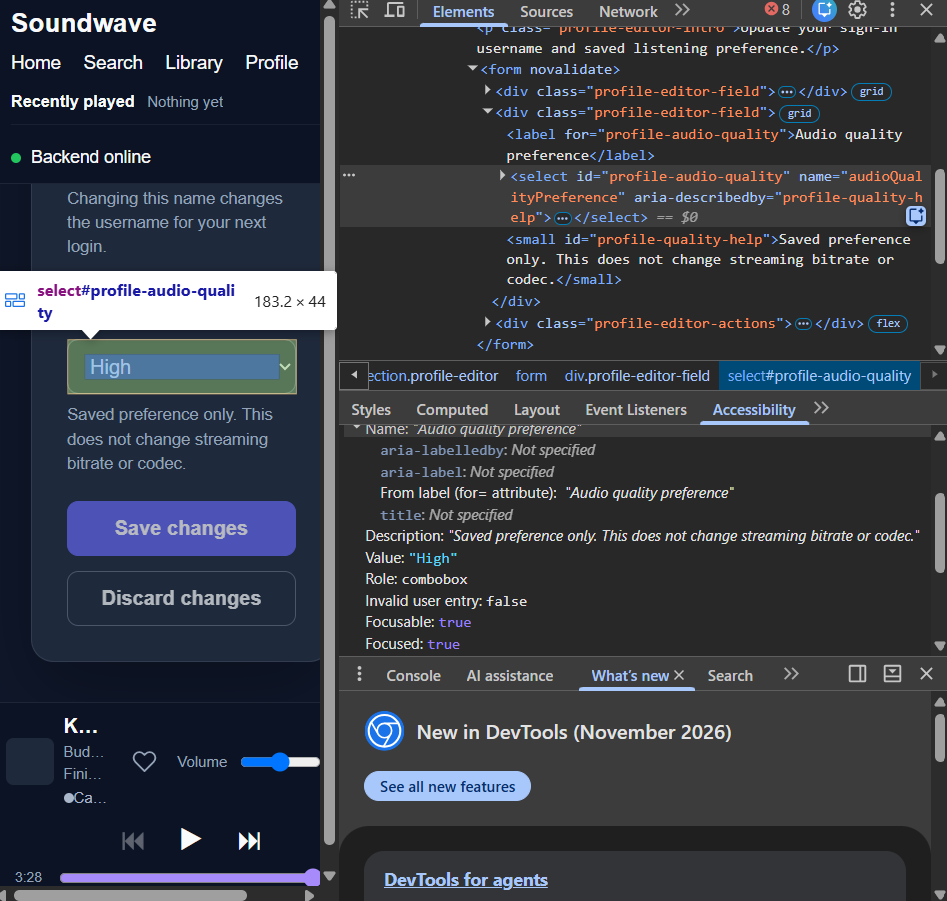 Soundwave
Home Search Library Profile
Recently played Nothing yet
Backend online
Changing this name changes
the username for your next
login.
select#profile-audio-quali
ty
183.2 × 44
High
Saved preference only. This
does not change streaming
bitrate or codec.
Save changes
Discard changes
K...
Bud...
Fini...
Ca...
Volume
3:28
Elements Sources Network 8
<p class="profile-editor-intro">Update your sign-in
username and saved listening preference.</p>
<form novalidate>
<div class="profile-editor-field">…</div> grid
<div class="profile-editor-field"> grid
<label for="profile-audio-quality">Audio quality
preference</label>
<select id="profile-audio-quality" name="audioQual
ityPreference" aria-describedby="profile-quality-h
elp">…</select> == $0
<small id="profile-quality-help">Saved preference
only. This does not change streaming bitrate or
codec.</small>
</div>
<div class="profile-editor-actions">…</div> flex
</form>
ection.profile-editor form div.profile-editor-field select#profile-audio-quality
Styles Computed Layout Event Listeners Accessibility
Name: "Audio quality preference"
aria-labelledby: Not specified
aria-label: Not specified
From label (for= attribute): "Audio quality preference"
title: Not specified
Description: "Saved preference only. This does not change streaming bitrate or codec."
Value: "High"
Role: combobox
Invalid user entry: false
Focusable: true
Focused: true
Console AI assistance What's new Search
New in DevTools (November 2026)
See all new features
DevTools for agents